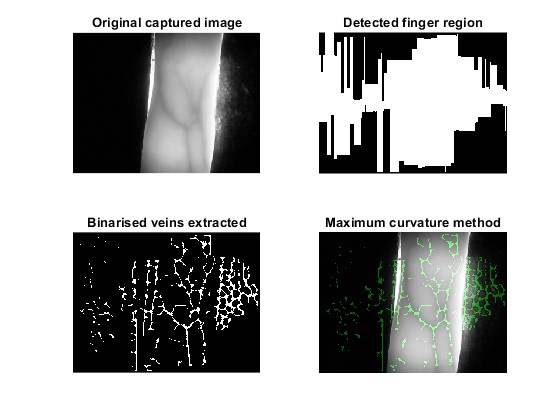 Original captured image
Detected finger region
Binarised veins extracted
Maximum curvature method